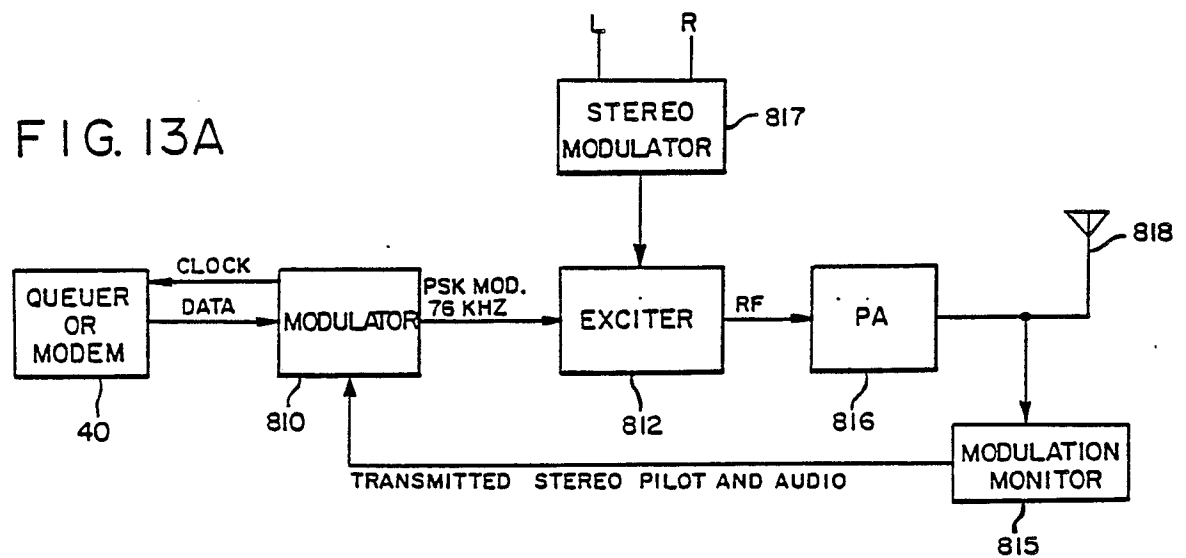 FIG. 13A
L R
STEREO
MODULATOR
817
818
QUEUER
OR
MODEM
40
CLOCK
DATA
MODULATOR
810
PSK MOD.
76 KHZ
EXCITER
812
RF
PA
816
MODULATION
MONITOR
815
TRANSMITTED STEREO PILOT AND AUDIO